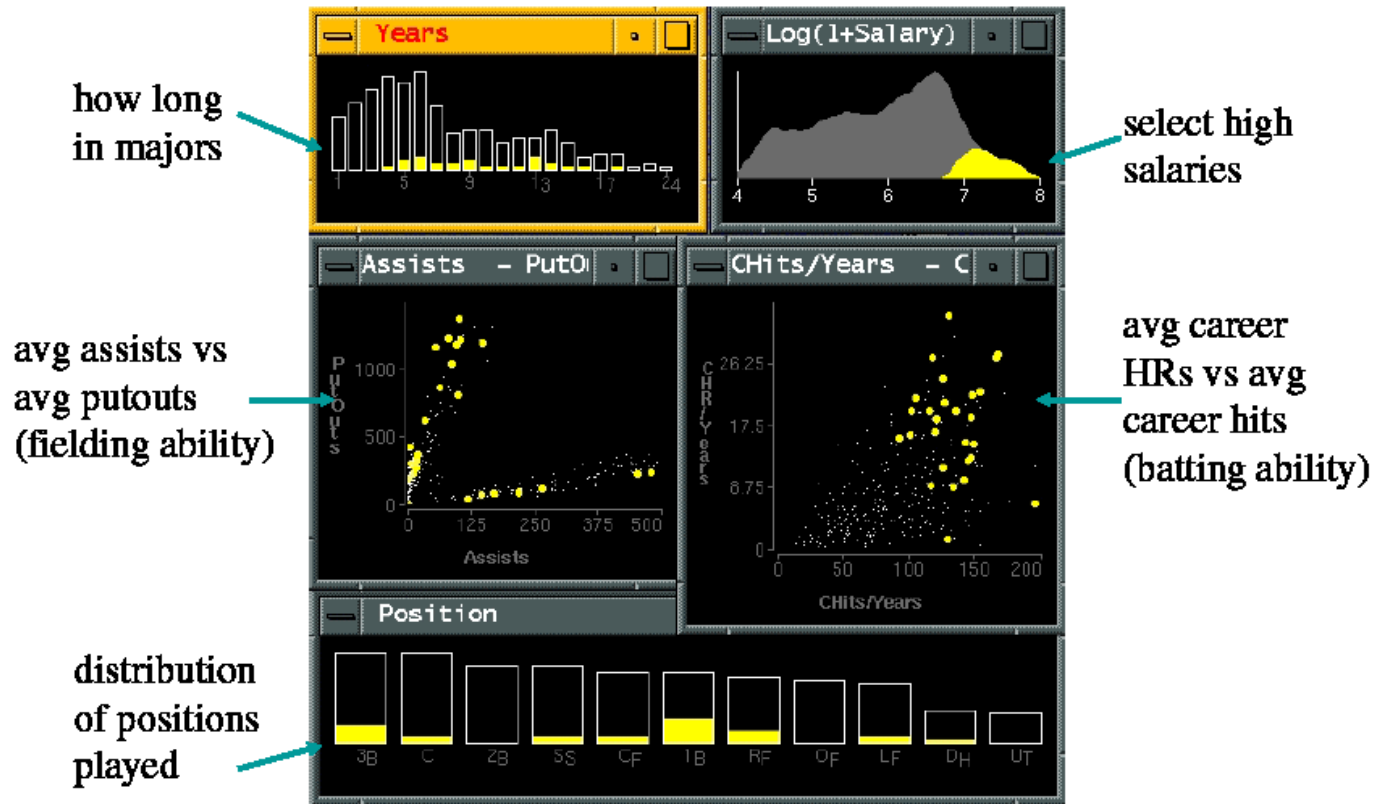 Years
Log(1+Salary)
how long
in majors
select high
salaries
1 5 9 13 17 24
4 5 6 7 8
Assists - PutO
CHits/Years - C
avg assists vs
avg putouts
(fielding ability)
PutOuts
1000
500
0
0 125 250 375 500
Assists
CHR/Years
26.25
17.5
8.75
0
0 50 100 150 200
CHits/Years
avg career
HRs vs avg
career hits
(batting ability)
Position
distribution
of positions
played
3B C 2B SS CF 1B RF OF LF DH UT